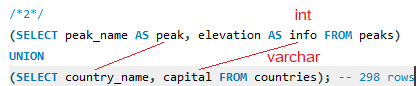 /*2*/
int
(SELECT peak_name AS peak, elevation AS info FROM peaks)
UNION
varchar
(SELECT country_name, capital FROM countries); -- 298 rows